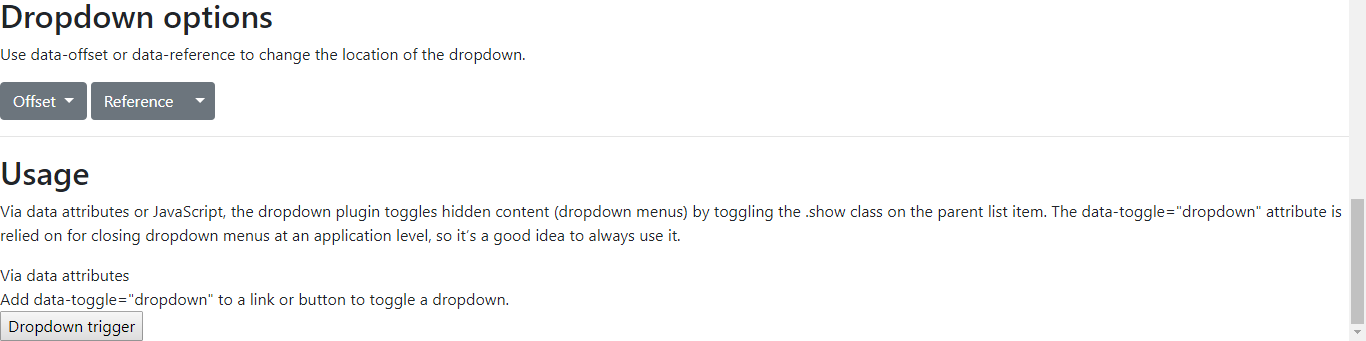 Dropdown options
Use data-offset or data-reference to change the location of the dropdown.
Offset Reference
Usage
Via data attributes or JavaScript, the dropdown plugin toggles hidden content (dropdown menus) by toggling the .show class on the parent list item. The data-toggle="dropdown" attribute is
relied on for closing dropdown menus at an application level, so it’s a good idea to always use it.
Via data attributes
Add data-toggle="dropdown" to a link or button to toggle a dropdown.
Dropdown trigger